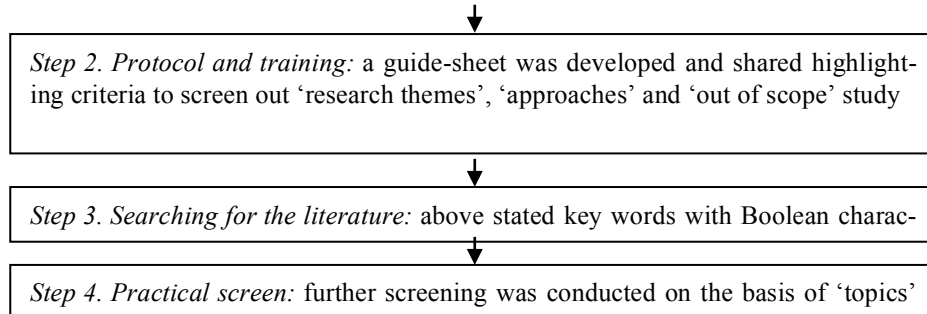 Step 2. Protocol and training: a guide-sheet was developed and shared highlight-
ing criteria to screen out ‘research themes’, ‘approaches’ and ‘out of scope’ study
Step 3. Searching for the literature: above stated key words with Boolean charac-
Step 4. Practical screen: further screening was conducted on the basis of ‘topics’